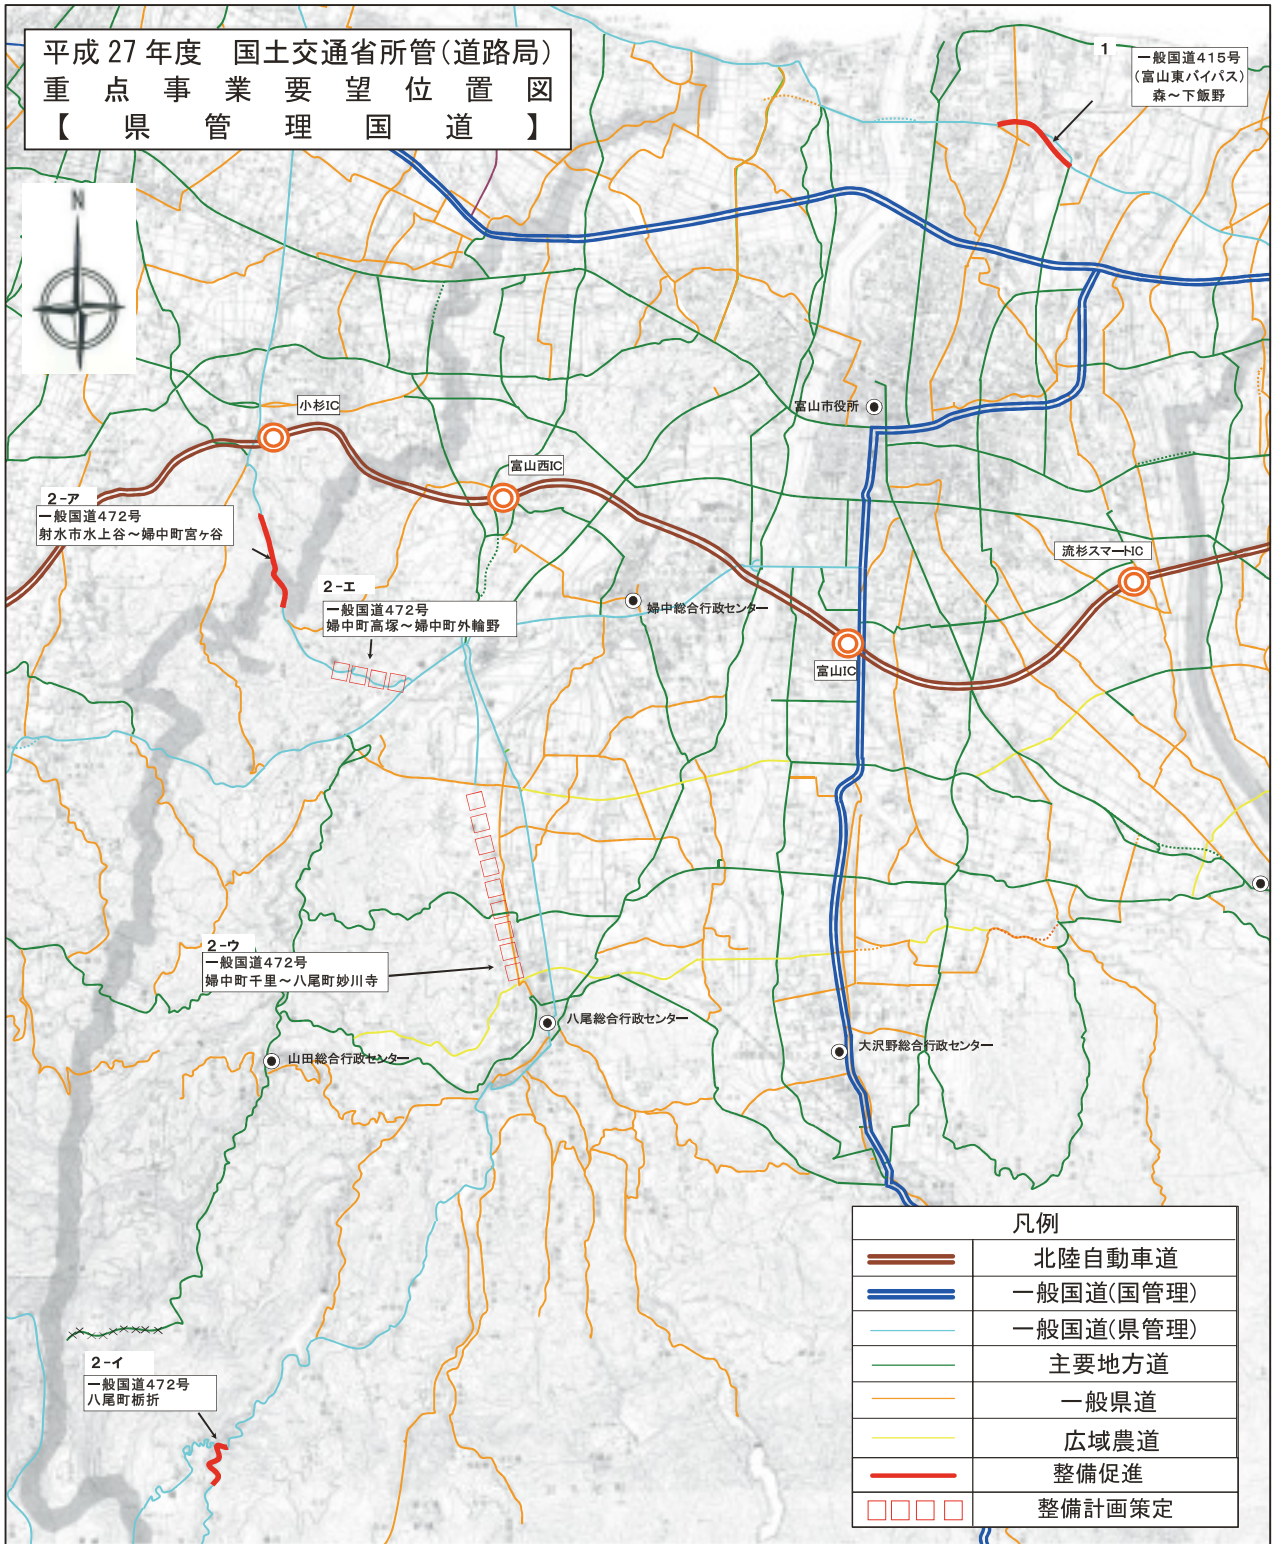 平成27年度 国土交通省所管(道路局)
重点事業要望位置図
【県管理国道】
N
1
一般国道415号
(富山東バイパス)
森～下飯野
小杉IC
富山市役所
富山西IC
2-ア
一般国道472号
射水市水上谷～婦中町宮ヶ谷
流杉スマートIC
2-エ
一般国道472号
婦中町高塚～婦中町外輪野
婦中総合行政センター
富山IC
2-ウ
一般国道472号
婦中町千里～八尾町妙川寺
八尾総合行政センター
大沢野総合行政センター
山田総合行政センター
2-イ
一般国道472号
八尾町栃折
凡例
北陸自動車道
一般国道(国管理)
一般国道(県管理)
主要地方道
一般県道
広域農道
整備促進
整備計画策定